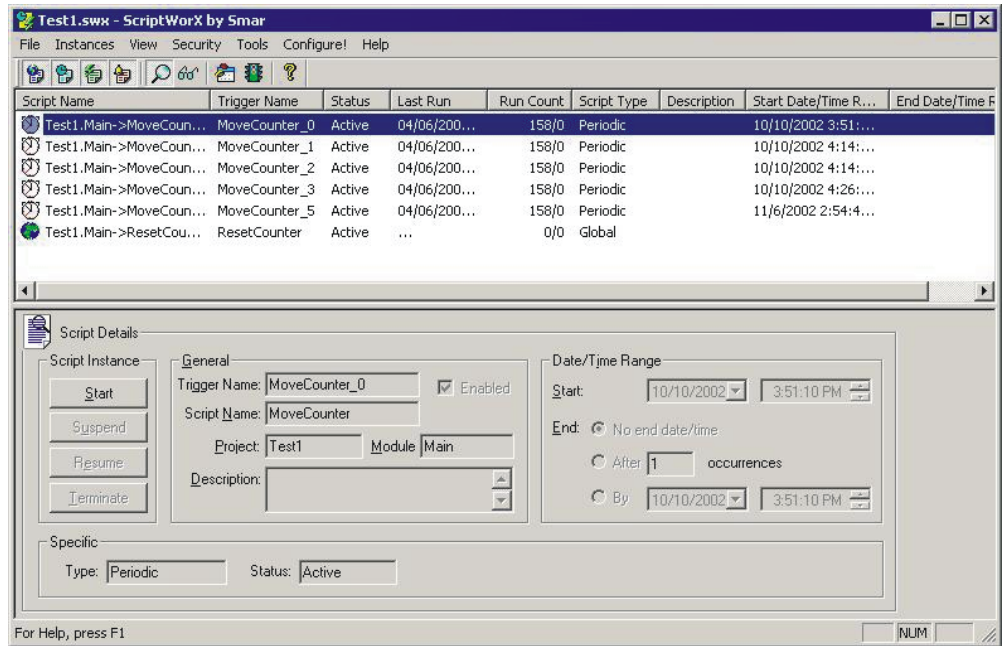 Test1.swx - ScriptWorX by Smar
File Instances View Security Tools Configure! Help
Script Name Trigger Name Status Last Run Run Count Script Type Description Start Date/Time R... End Date/Time R
Test1.Main->MoveCoun... MoveCounter_0 Active 04/06/200... 158/0 Periodic 10/10/2002 3:51:...
Test1.Main->MoveCoun... MoveCounter_1 Active 04/06/200... 158/0 Periodic 10/10/2002 4:14:...
Test1.Main->MoveCoun... MoveCounter_2 Active 04/06/200... 158/0 Periodic 10/10/2002 4:14:...
Test1.Main->MoveCoun... MoveCounter_3 Active 04/06/200... 158/0 Periodic 10/10/2002 4:26:...
Test1.Main->MoveCoun... MoveCounter_5 Active 04/06/200... 158/0 Periodic 11/6/2002 2:54:4...
Test1.Main->ResetCou... ResetCounter Active ... 0/0 Global
Script Details
Script Instance
Start
Suspend
Resume
Terminate
General
Trigger Name: MoveCounter_0 Enabled
Script Name: MoveCounter
Project: Test1 Module Main
Description:
Date/Time Range
Start: 10/10/2002 3:51:10 PM
End: No end date/time
After 1 occurrences
By 10/10/2002 3:51:10 PM
Specific
Type: Periodic Status: Active
For Help, press F1 NUM